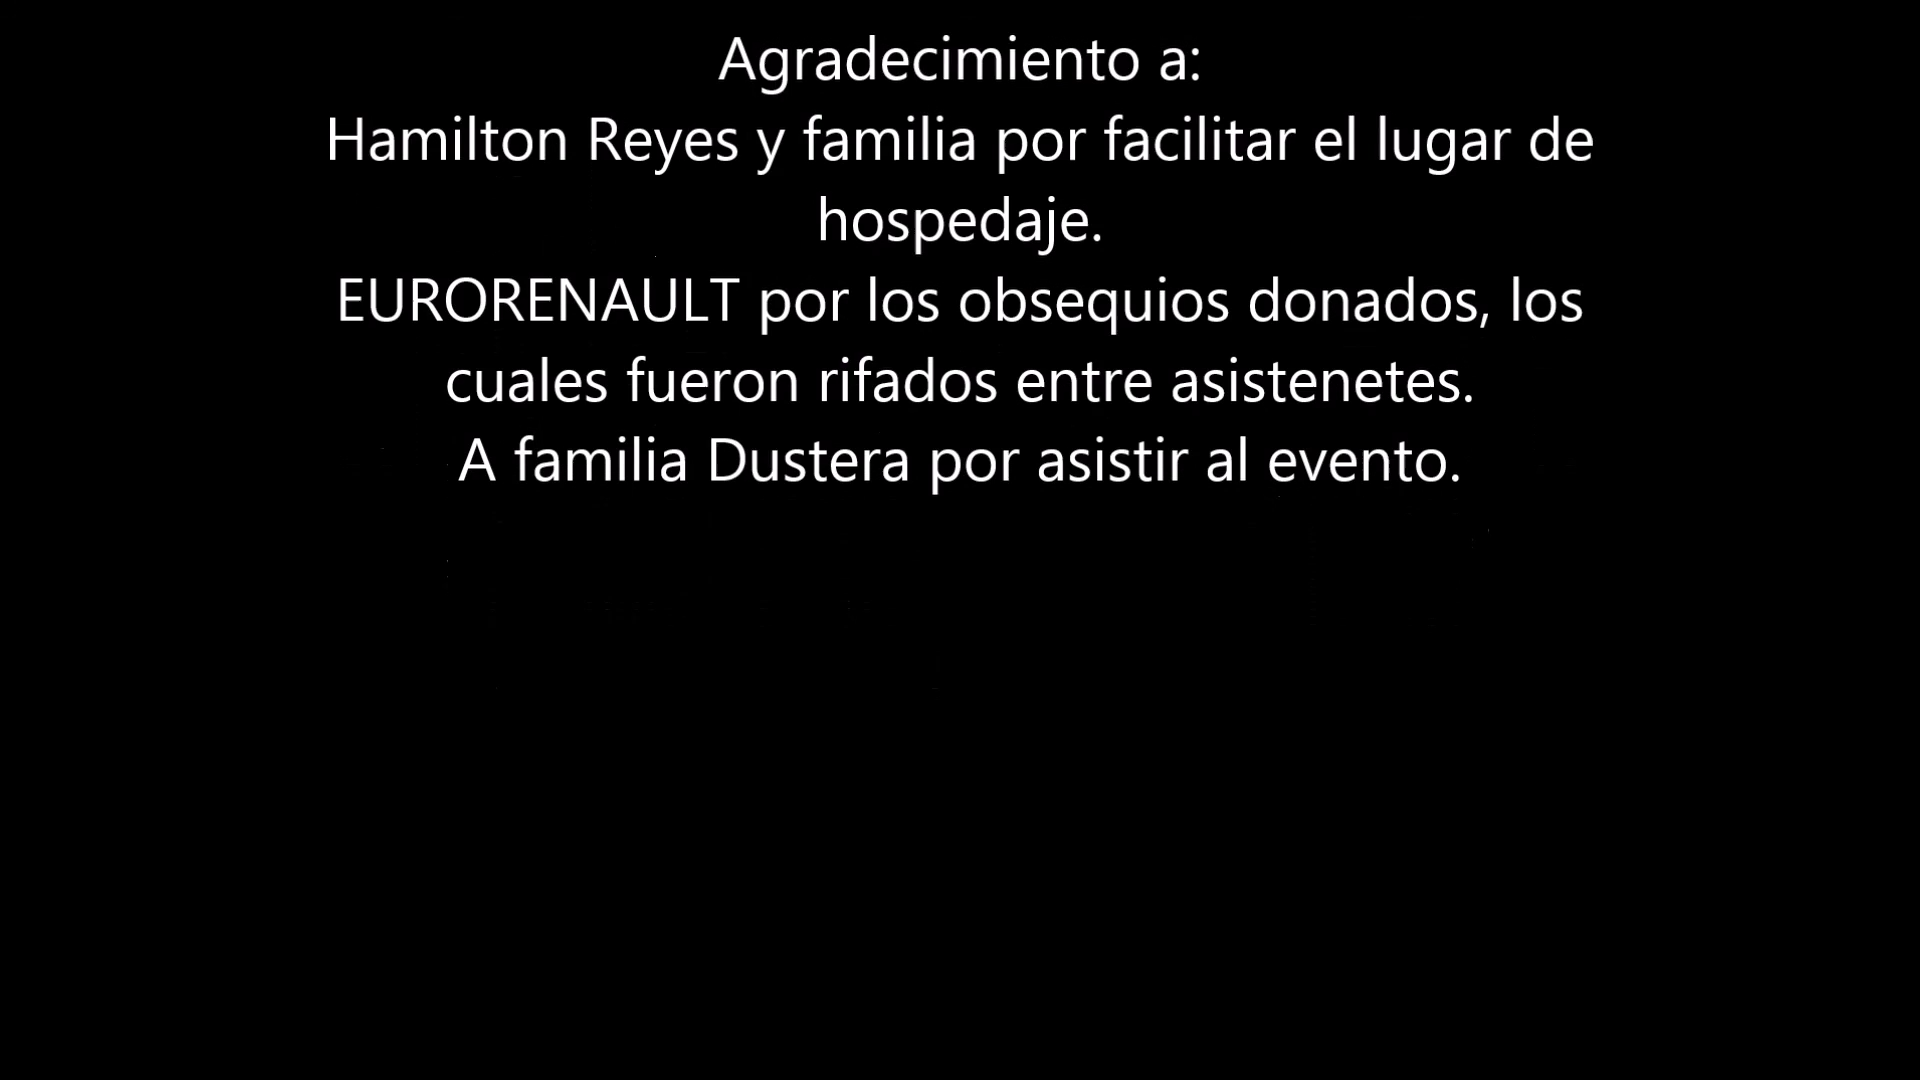 Agradecimiento a:
Hamilton Reyes y familia por facilitar el lugar de
hospedaje.
EURORENAULT por los obsequios donados, los
cuales fueron rifados entre asistenetes.
A familia Dustera por asistir al evento.